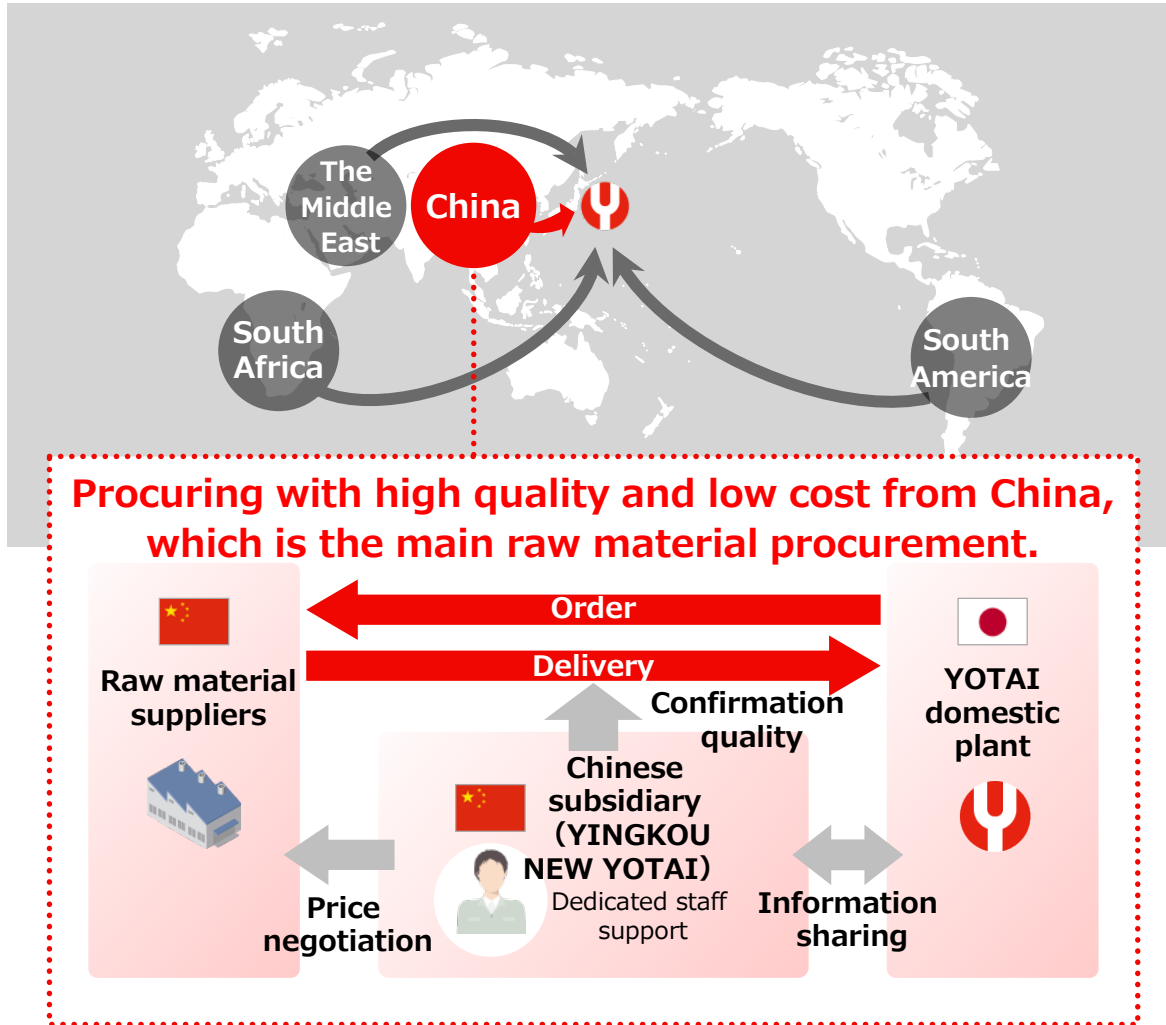 The
Middle
East
China
South
Africa
South
America
Procuring with high quality and low cost from China,
which is the main raw material procurement.
Order
Delivery
Raw material
suppliers
Confirmation
quality
YOTAI
domestic
plant
Chinese
subsidiary
（YINGKOU
NEW YOTAI）
Dedicated staff
support
Price
negotiation
Information
sharing